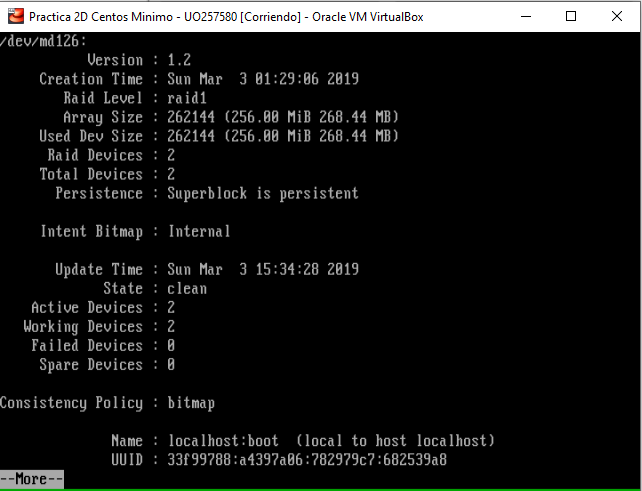 Practica 2D Centos Minimo - UO257580 [Corriendo] - Oracle VM VirtualBox
/dev/md126:
Version : 1.2
Creation Time : Sun Mar  3 01:29:06 2019
Raid Level : raid1
Array Size : 262144 (256.00 MiB 268.44 MB)
Used Dev Size : 262144 (256.00 MiB 268.44 MB)
Raid Devices : 2
Total Devices : 2
Persistence : Superblock is persistent
Intent Bitmap : Internal
Update Time : Sun Mar  3 15:34:28 2019
State : clean
Active Devices : 2
Working Devices : 2
Failed Devices : 0
Spare Devices : 0
Consistency Policy : bitmap
Name : localhost:boot  (local to host localhost)
UUID : 33f99788:a4397a06:782979c7:682539a8
--More--